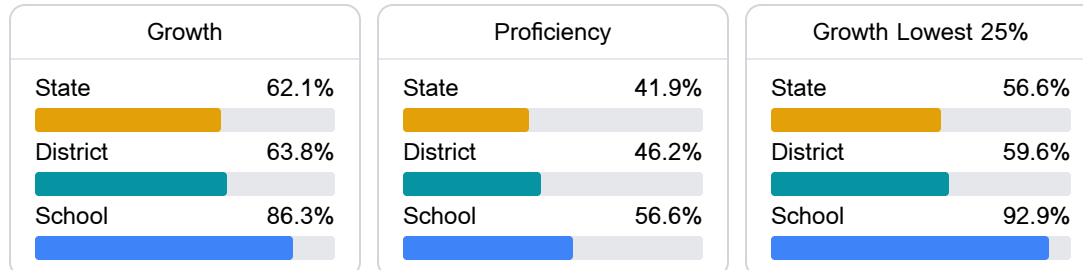 Growth
State 62.1%
District 63.8%
School 86.3%
Proficiency
State 41.9%
District 46.2%
School 56.6%
Growth Lowest 25%
State 56.6%
District 59.6%
School 92.9%